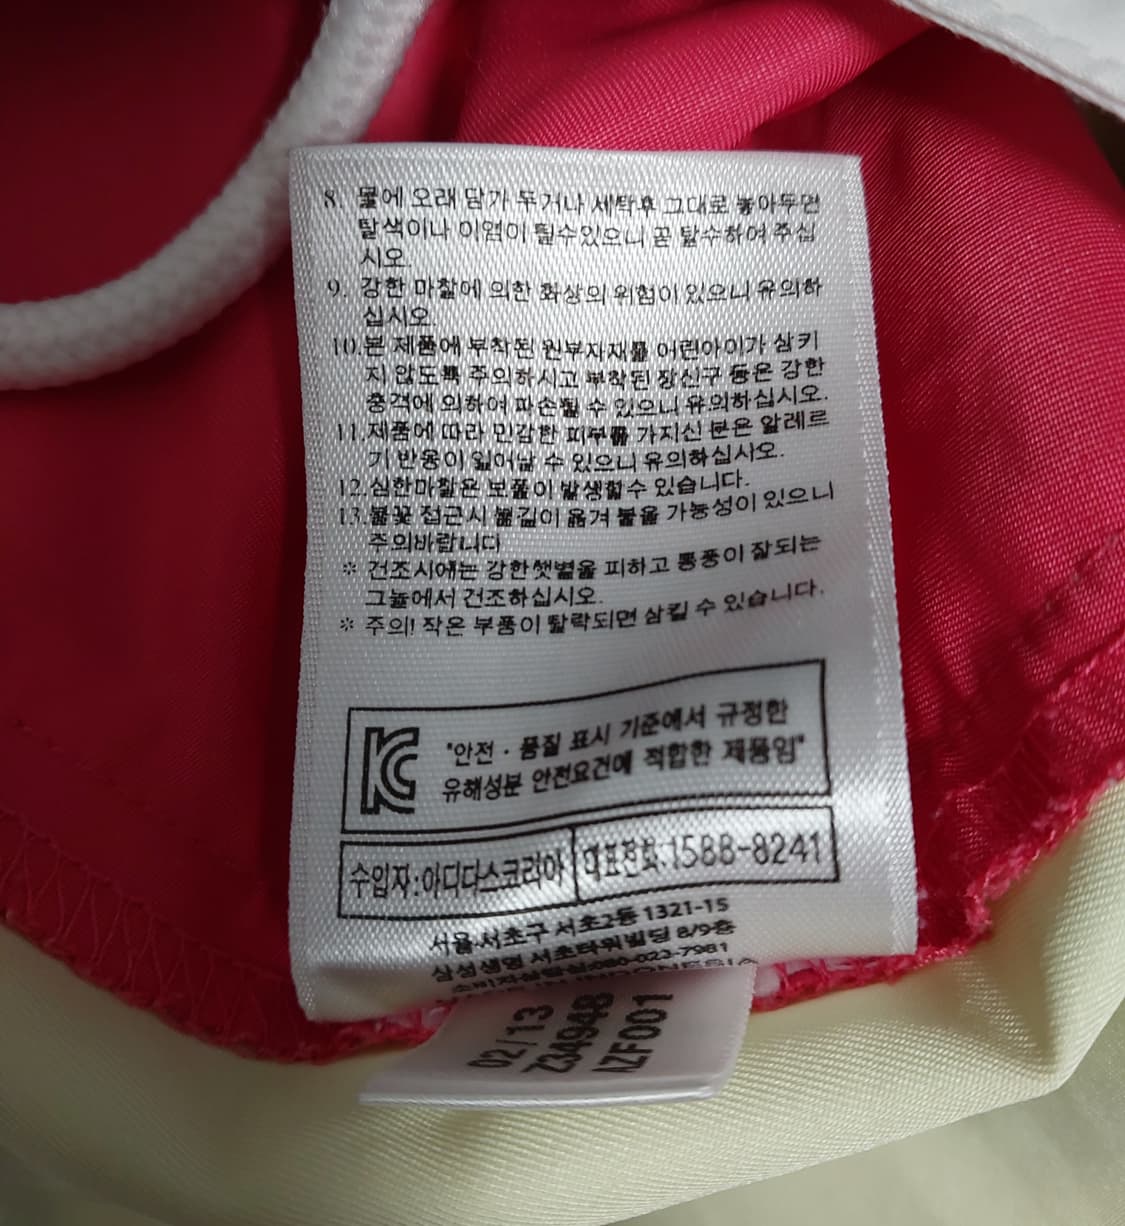 8. 물에 오래 담가 두거나 세탁후 그대로 놓아두면
탈색이나 이염이 될수있으니 곧 탈수하여 주십
시오.
9. 강한 마찰에 의한 화상의 위험이 있으니 유의하
십시오.
10.본 제품에 부착된 원부자재를 어린아이가 삼키
지 않도록 주의하시고 부착된 장신구 등은 강한
충격에 의하여 파손될 수 있으니 유의하십시오.
11.제품에 따라 민감한 피부를 가지신 분은 알레르
기 반응이 일어날 수 있으니 유의하십시오.
12.심한마찰은 보풀이 발생할수 있습니다.
13.불꽃 접근시 불길이 옮겨 붙을 가능성이 있으니
주의바랍니다
※ 건조시에는 강한햇볕을 피하고 통풍이 잘되는
그늘에서 건조하십시오.
※ 주의! 작은 부품이 탈락되면 삼킬 수 있습니다.
KC
"안전 · 품질 표시 기준에서 규정한
유해성분 안전요건에 적합한 제품임"
수입자:아디다스코리아
대표전화:1588-8241
서울 서초구 서초2동 1321-15
삼성생명 서초타워빌딩 8/9층
소비자상담실:080-023-7981
02/13
Z34948
AZF001